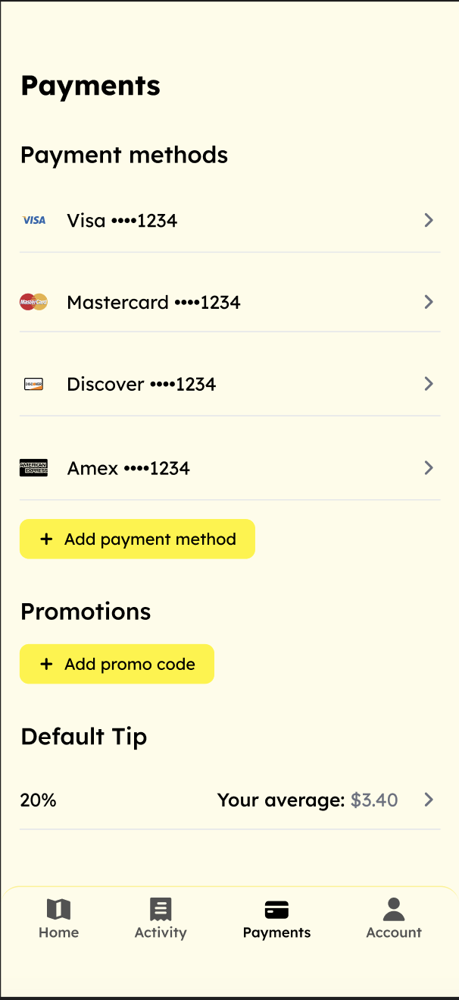 Payments
Payment methods
VISA Visa ••••1234
MasterCard Mastercard ••••1234
DISCOVER Discover ••••1234
AMERICAN EXPRESS Amex ••••1234
+ Add payment method
Promotions
+ Add promo code
Default Tip
20% Your average: $3.40
Home Activity Payments Account